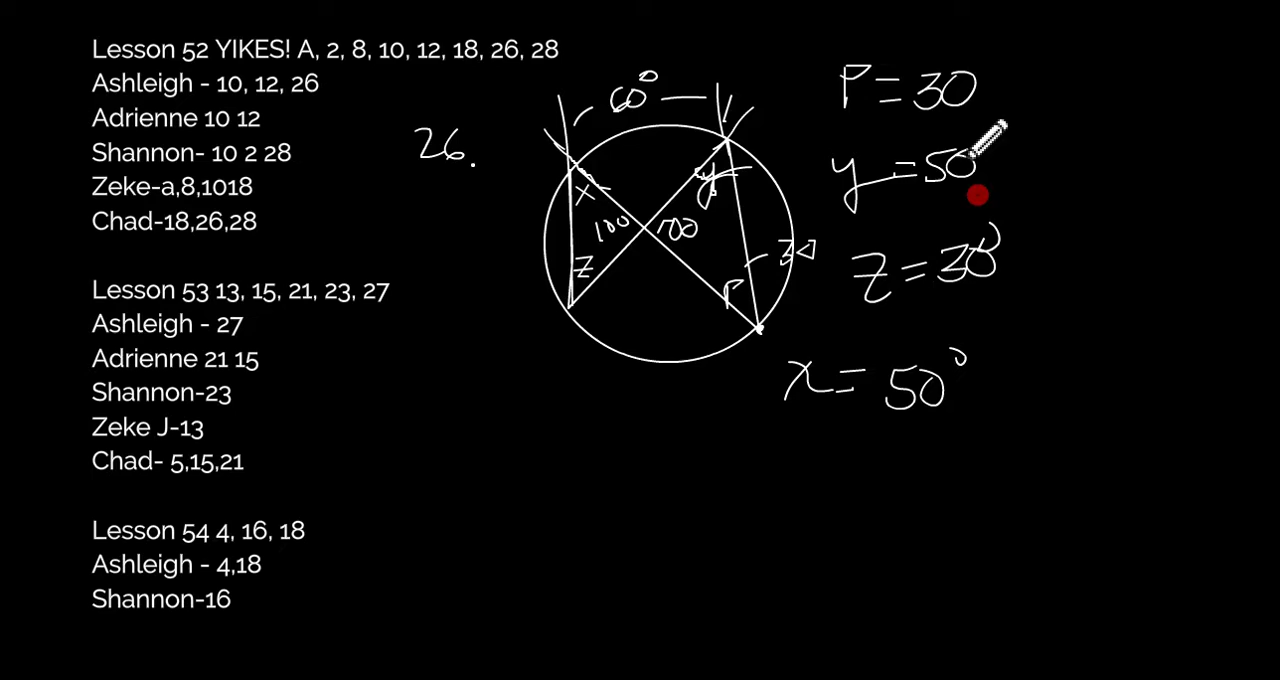 Lesson 52 YIKES! A, 2, 8, 10, 12, 18, 26, 28
Ashleigh - 10, 12, 26
Adrienne 10 12
Shannon- 10 2 28
Zeke-a,8,1018
Chad-18,26,28
Lesson 53 13, 15, 21, 23, 27
Ashleigh - 27
Adrienne 21 15
Shannon-23
Zeke J-13
Chad- 5,15,21
Lesson 54 4, 16, 18
Ashleigh - 4,18
Shannon-16
26.
60°
x
y
100
100
z
P
P = 30
y = 50
z = 30°
x = 50°